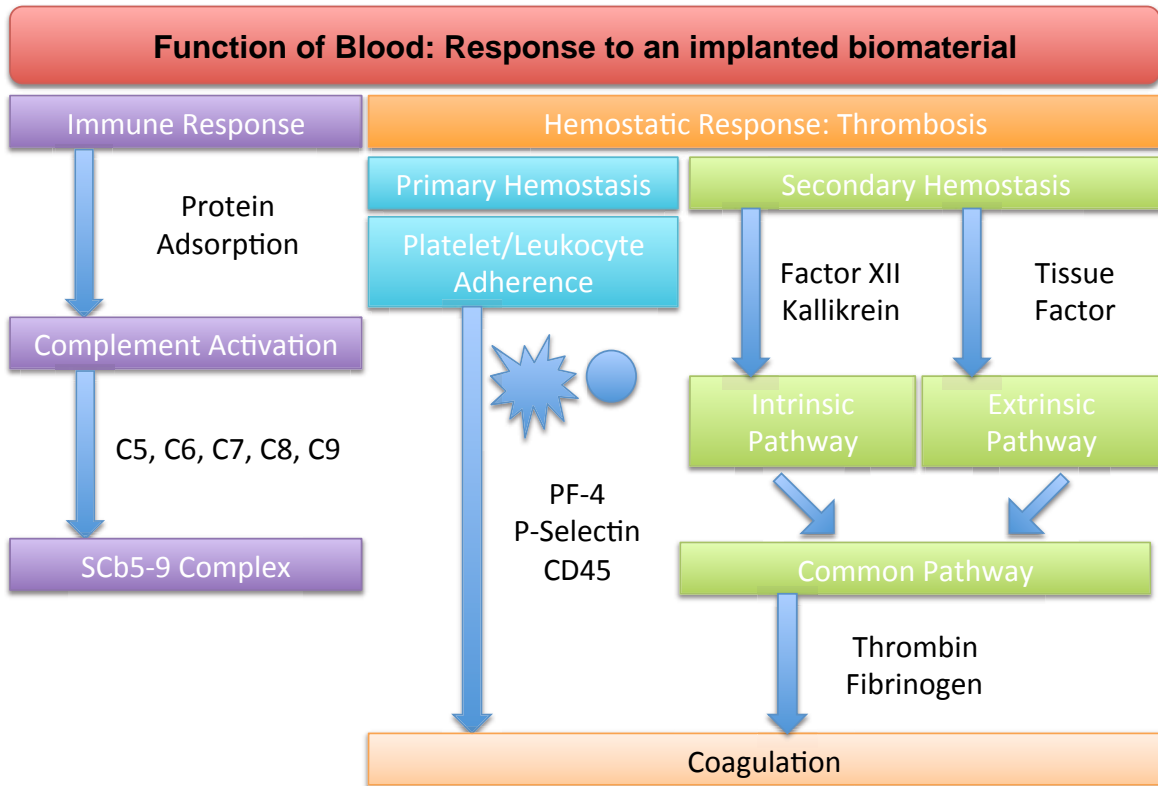 Function of Blood: Response to an implanted biomaterial
Immune Response
Protein
Adsorption
Complement Activation
C5, C6, C7, C8, C9
SCb5-9 Complex
Hemostatic Response: Thrombosis
Primary Hemostasis
Platelet/Leukocyte
Adherence
PF-4
P-Selectin
CD45
Secondary Hemostasis
Factor XII
Kallikrein
Tissue
Factor
Intrinsic
Pathway
Extrinsic
Pathway
Common Pathway
Thrombin
Fibrinogen
Coagulation